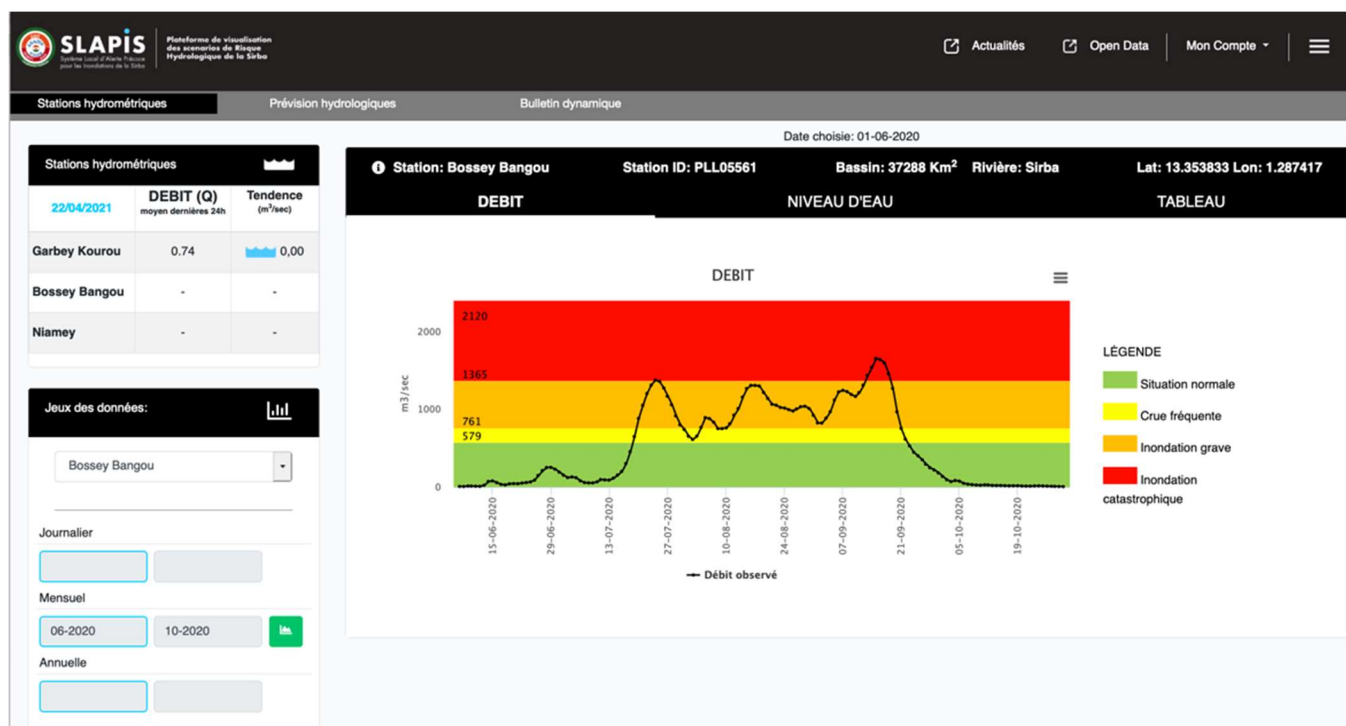 SLAPIS
Système Local d'Alerte Précoce
pour les Inondations de la Sirba
Plateforme de visualisation
des scenarios de Risque
Hydrologique de la Sirba
Actualités
Open Data
Mon Compte
Stations hydrométriques
Prévision hydrologiques
Bulletin dynamique
Date choisie: 01-06-2020
Stations hydrométriques
22/04/2021
DEBIT (Q)
moyen dernières 24h
Tendence
(m³/sec)
Garbey Kourou 0.74 0,00
Bossey Bangou - -
Niamey - -
Jeux des données:
Bossey Bangou
Journalier
Mensuel
06-2020 10-2020
Annuelle
Station: Bossey Bangou Station ID: PLL05561 Bassin: 37288 Km² Rivière: Sirba Lat: 13.353833 Lon: 1.287417
DEBIT NIVEAU D'EAU TABLEAU
DEBIT
m3/sec
2000
1000
0
2120
1365
761
579
15-06-2020
29-06-2020
13-07-2020
27-07-2020
10-08-2020
24-08-2020
07-09-2020
21-09-2020
05-10-2020
19-10-2020
Débit observé
LÈGENDE
Situation normale
Crue fréquente
Inondation grave
Inondation
catastrophique